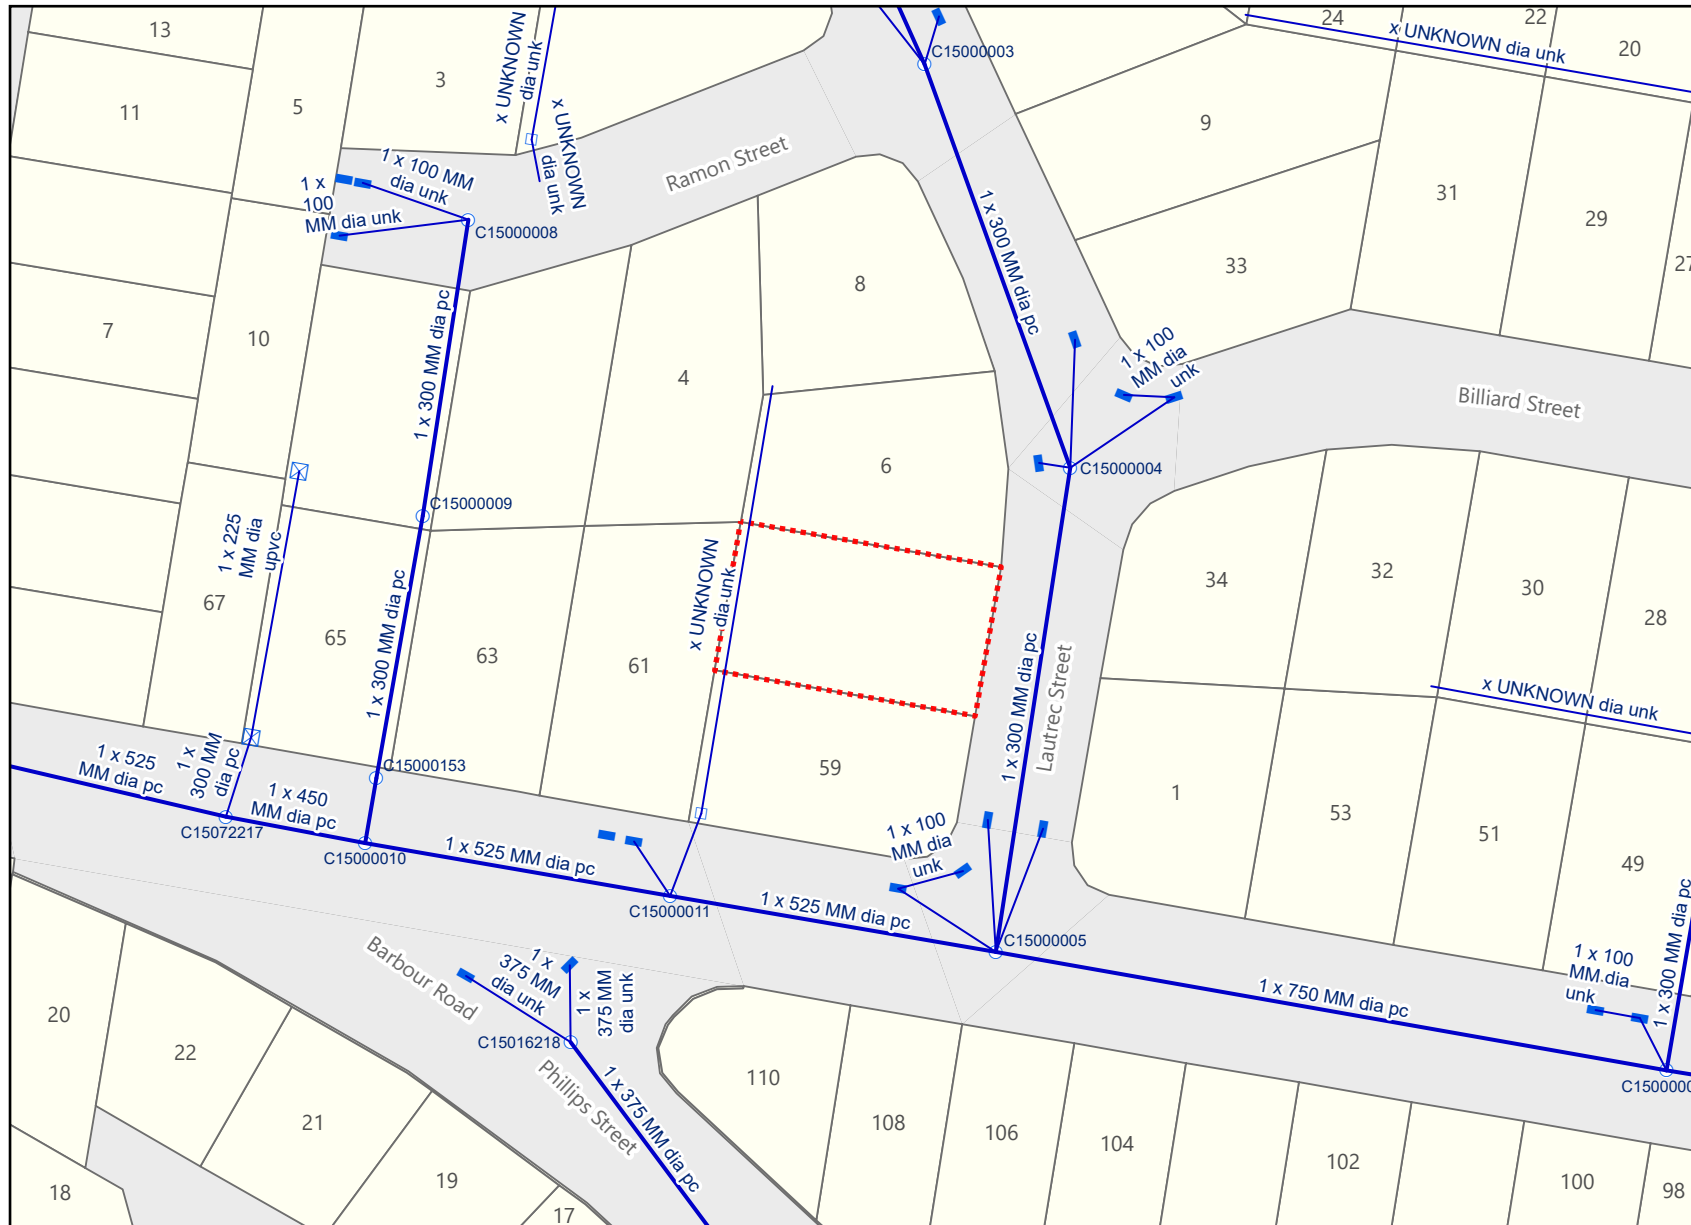 13
11
5
3
7
10
x UNKNOWN
dia unk
x UNKNOWN
dia unk
1 x 100 MM
dia unk
1 x
100
MM dia unk
C15000008
Ramon Street
C15000003
24
22
20
x UNKNOWN dia unk
9
31
29
27
33
1 x 300 MM dia pc
8
4
6
1 x 300 MM dia pc
1 x 100
MM dia
unk
C15000004
Billiard Street
C15000009
1 x 225
MM dia
upvc
67
65
63
61
1 x 300 MM dia pc
x UNKNOWN
dia unk
59
1 x 300 MM dia pc
Lautrec Street
34
32
30
28
x UNKNOWN dia unk
1
53
51
49
1 x 525
MM dia pc
1 x
300 MM
dia pc
1 x 450
MM dia pc
C15000153
C15072217
C15000010
1 x 525 MM dia pc
C15000011
1 x 525 MM dia pc
1 x 100
MM dia
unk
C15000005
1 x 750 MM dia pc
1 x 100
MM dia
unk
1 x 300 MM dia pc
C1500000
Barbour Road
1 x
375 MM
dia unk
1 x
375 MM
dia unk
C15016218
Phillips Street
1 x 375 MM dia pc
20
22
21
19
18
17
110
108
106
104
102
100
98